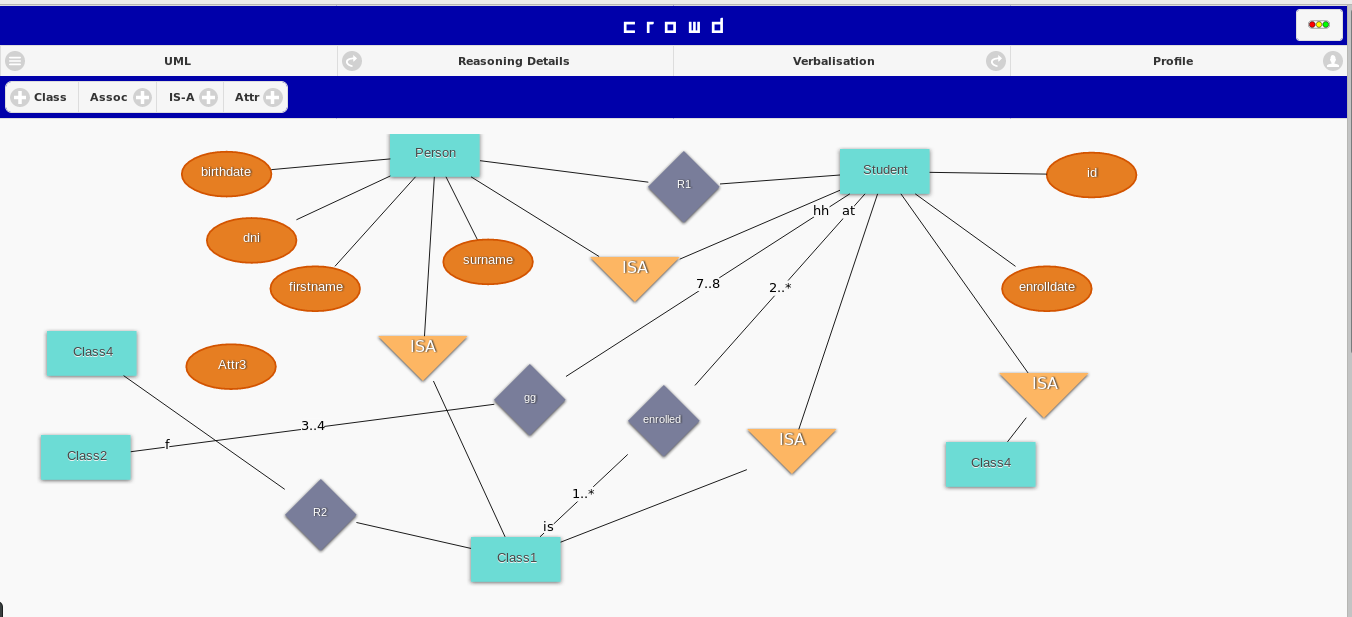 crowd
UML
Reasoning Details
Verbalisation
Profile
Class
Assoc
IS-A
Attr
Person
birthdate
Student
id
R1
hh
at
dni
surname
ISA
firstname
7..8
2..*
enrolldate
Class4
ISA
Attr3
ISA
gg
enrolled
3..4
ISA
f
Class2
Class4
1..*
R2
is
Class1